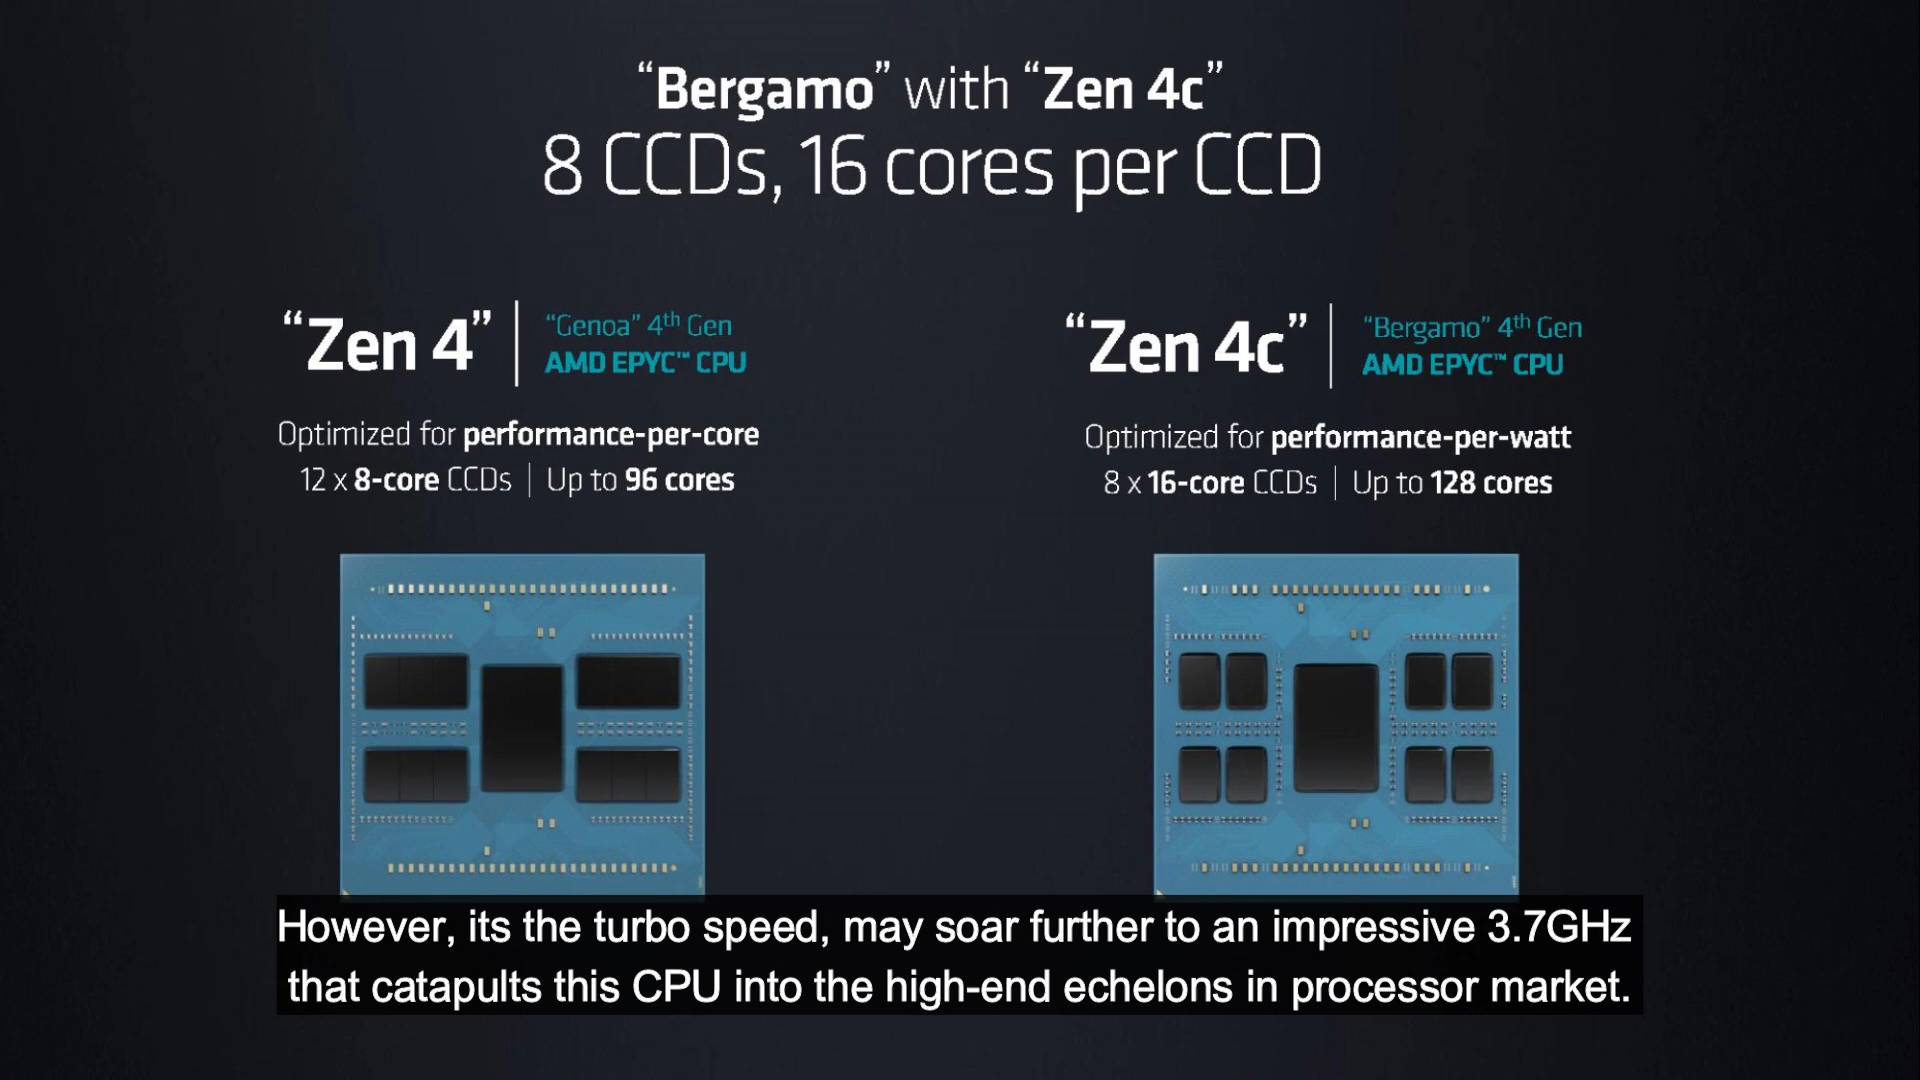 “Bergamo” with “Zen 4c”
8 CCDs, 16 cores per CCD
“Zen 4”
“Genoa” 4th Gen
AMD EPYC™ CPU
Optimized for performance-per-core
12 x 8-core CCDs | Up to 96 cores
“Zen 4c”
“Bergamo” 4th Gen
AMD EPYC™ CPU
Optimized for performance-per-watt
8 x 16-core CCDs | Up to 128 cores
However, its the turbo speed, may soar further to an impressive 3.7GHz
that catapults this CPU into the high-end echelons in processor market.